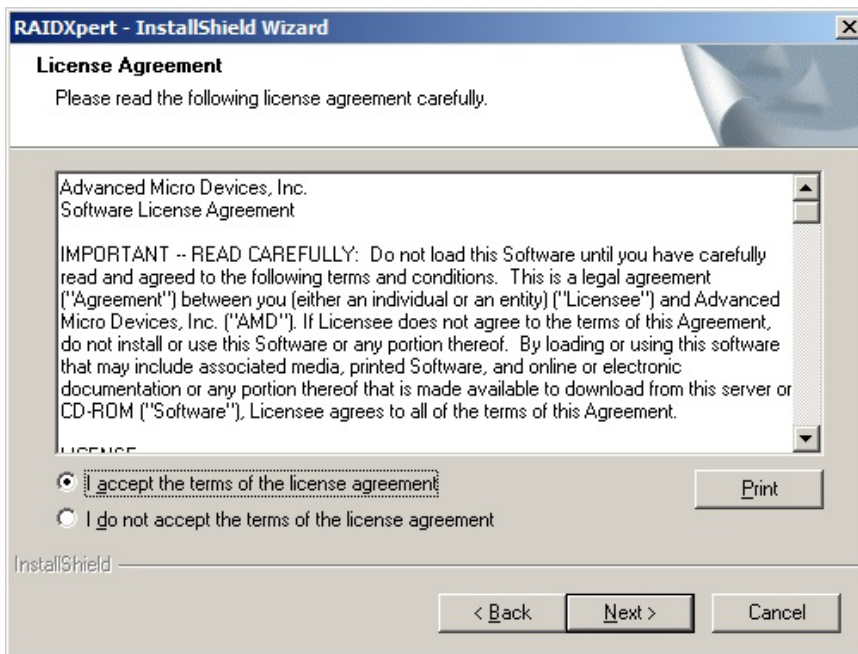 RAIDXpert - InstallShield Wizard
License Agreement
Please read the following license agreement carefully.
Advanced Micro Devices, Inc.
Software License Agreement
IMPORTANT -- READ CAREFULLY: Do not load this Software until you have carefully
read and agreed to the following terms and conditions. This is a legal agreement
("Agreement") between you (either an individual or an entity) ("Licensee") and Advanced
Micro Devices, Inc. ("AMD"). If Licensee does not agree to the terms of this Agreement,
do not install or use this Software or any portion thereof. By loading or using this software
that may include associated media, printed Software, and online or electronic
documentation or any portion thereof that is made available to download from this server or
CD-ROM ("Software"), Licensee agrees to all of the terms of this Agreement.
LICENSE
I accept the terms of the license agreement
Print
I do not accept the terms of the license agreement
InstallShield
< Back
Next >
Cancel